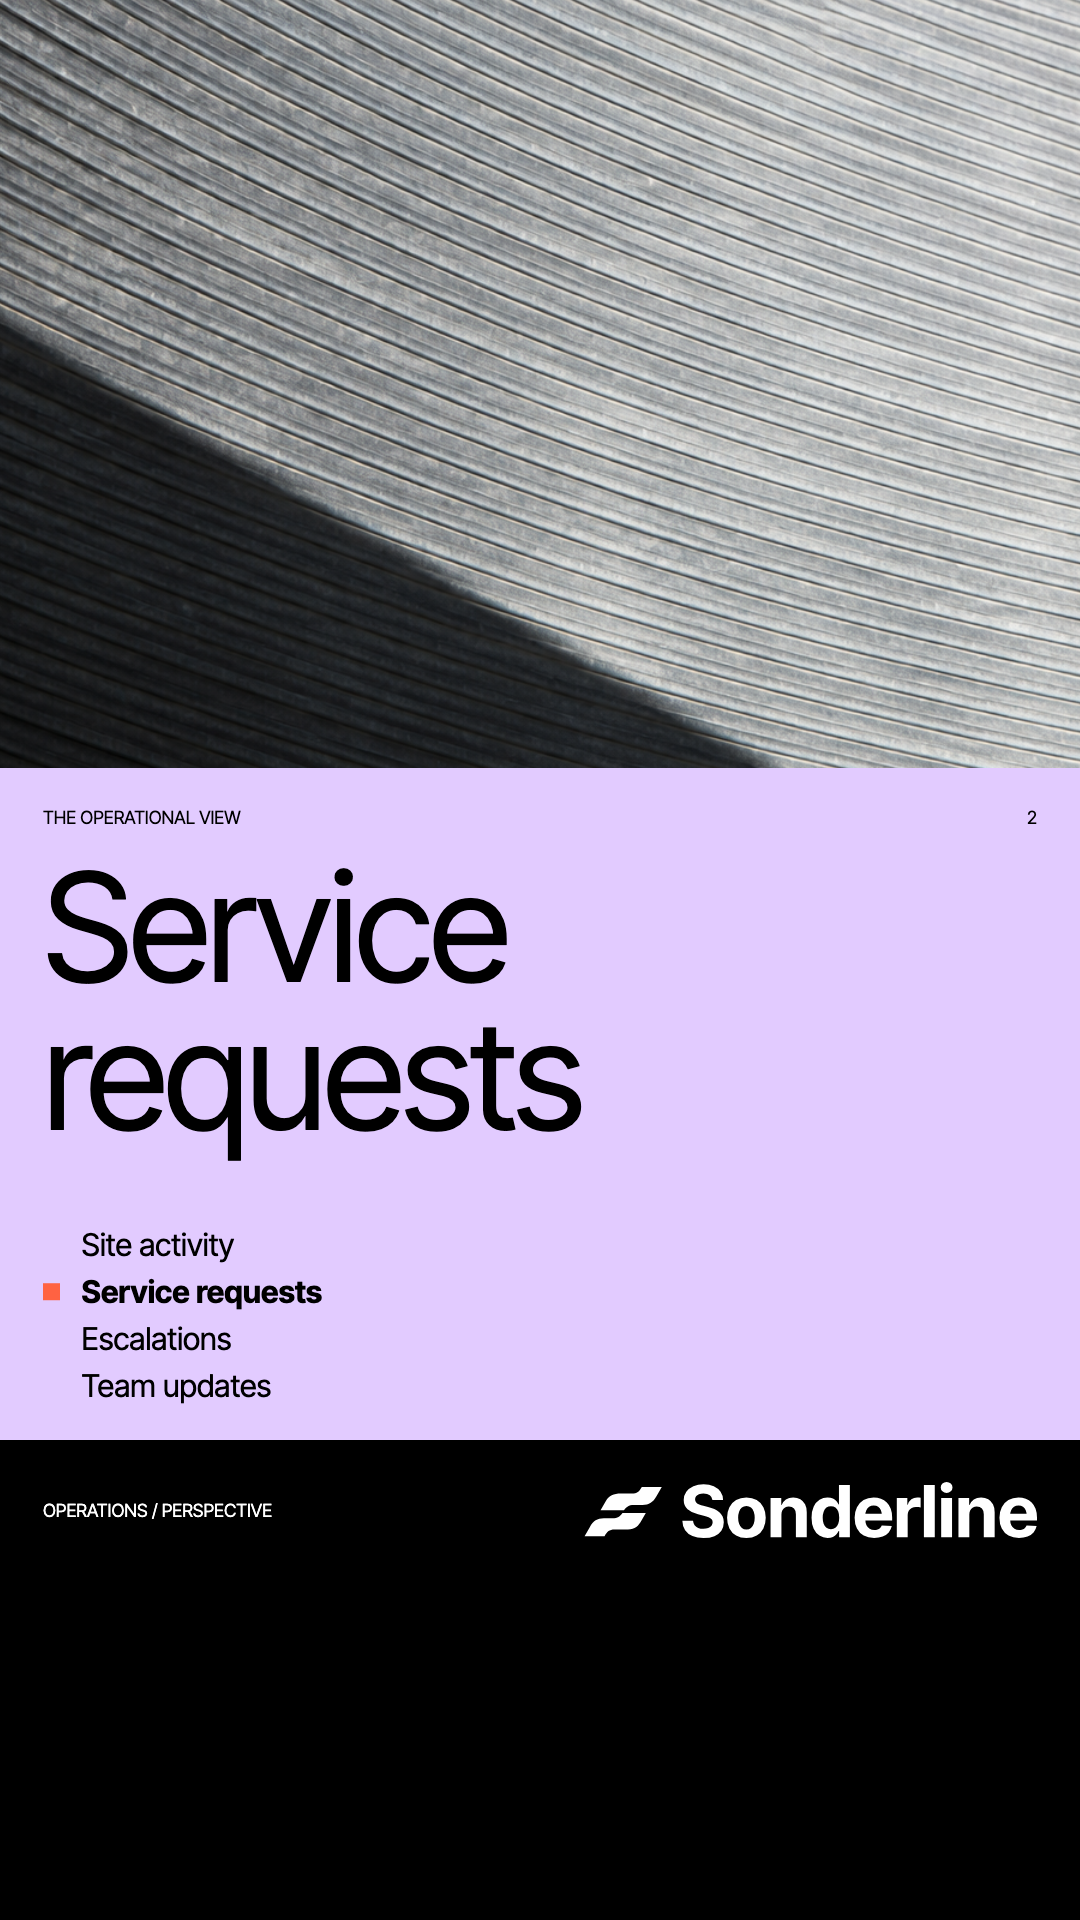 THE OPERATIONAL VIEW
2
Service
requests
Site activity
Service requests
Escalations
Team updates
OPERATIONS / PERSPECTIVE
Sonderline